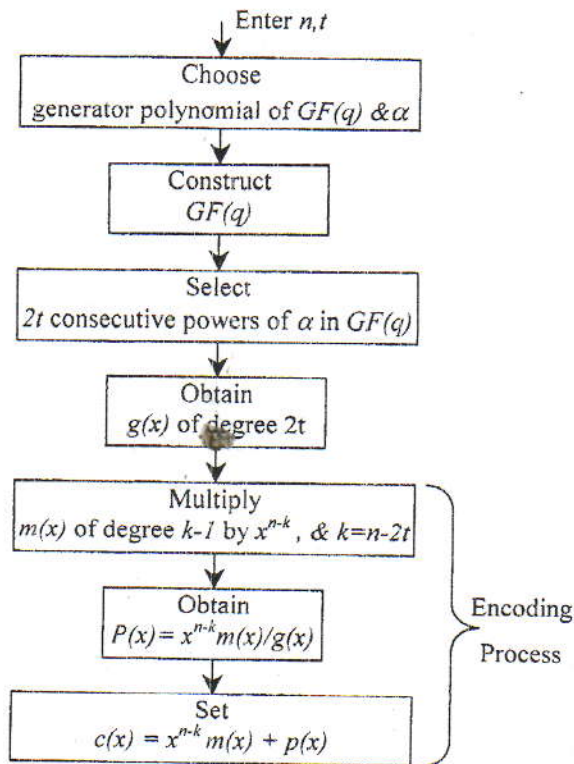 Enter n,t
Choose
generator polynomial of GF(q) &α
Construct
GF(q)
Select
2t consecutive powers of α in GF(q)
Obtain
g(x) of degree 2t
Multiply
m(x) of degree k-1 by x^{n-k} , & k=n-2t
Obtain
P(x) = x^{n-k} m(x)/g(x)
Set
c(x) = x^{n-k} m(x) + p(x)
Encoding
Process